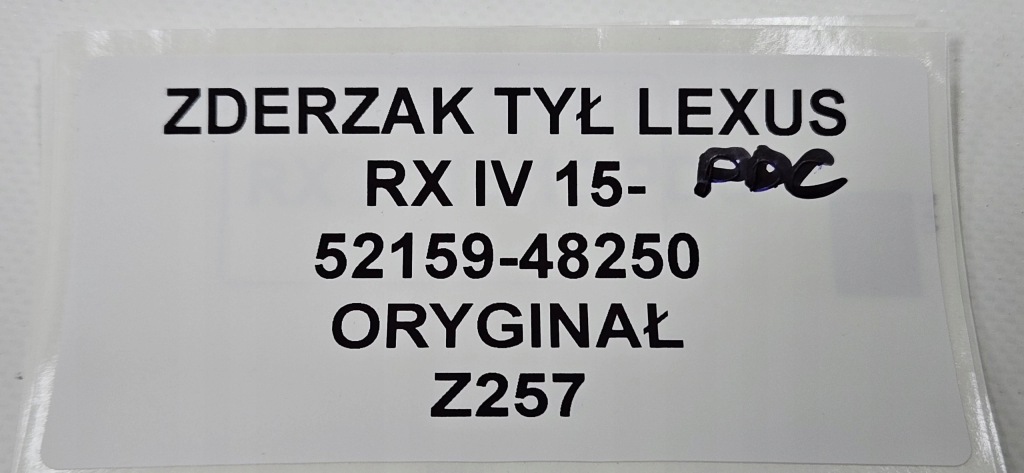 ZDERZAK TYŁ LEXUS
RX IV 15- PDC
52159-48250
ORYGINAŁ
Z257